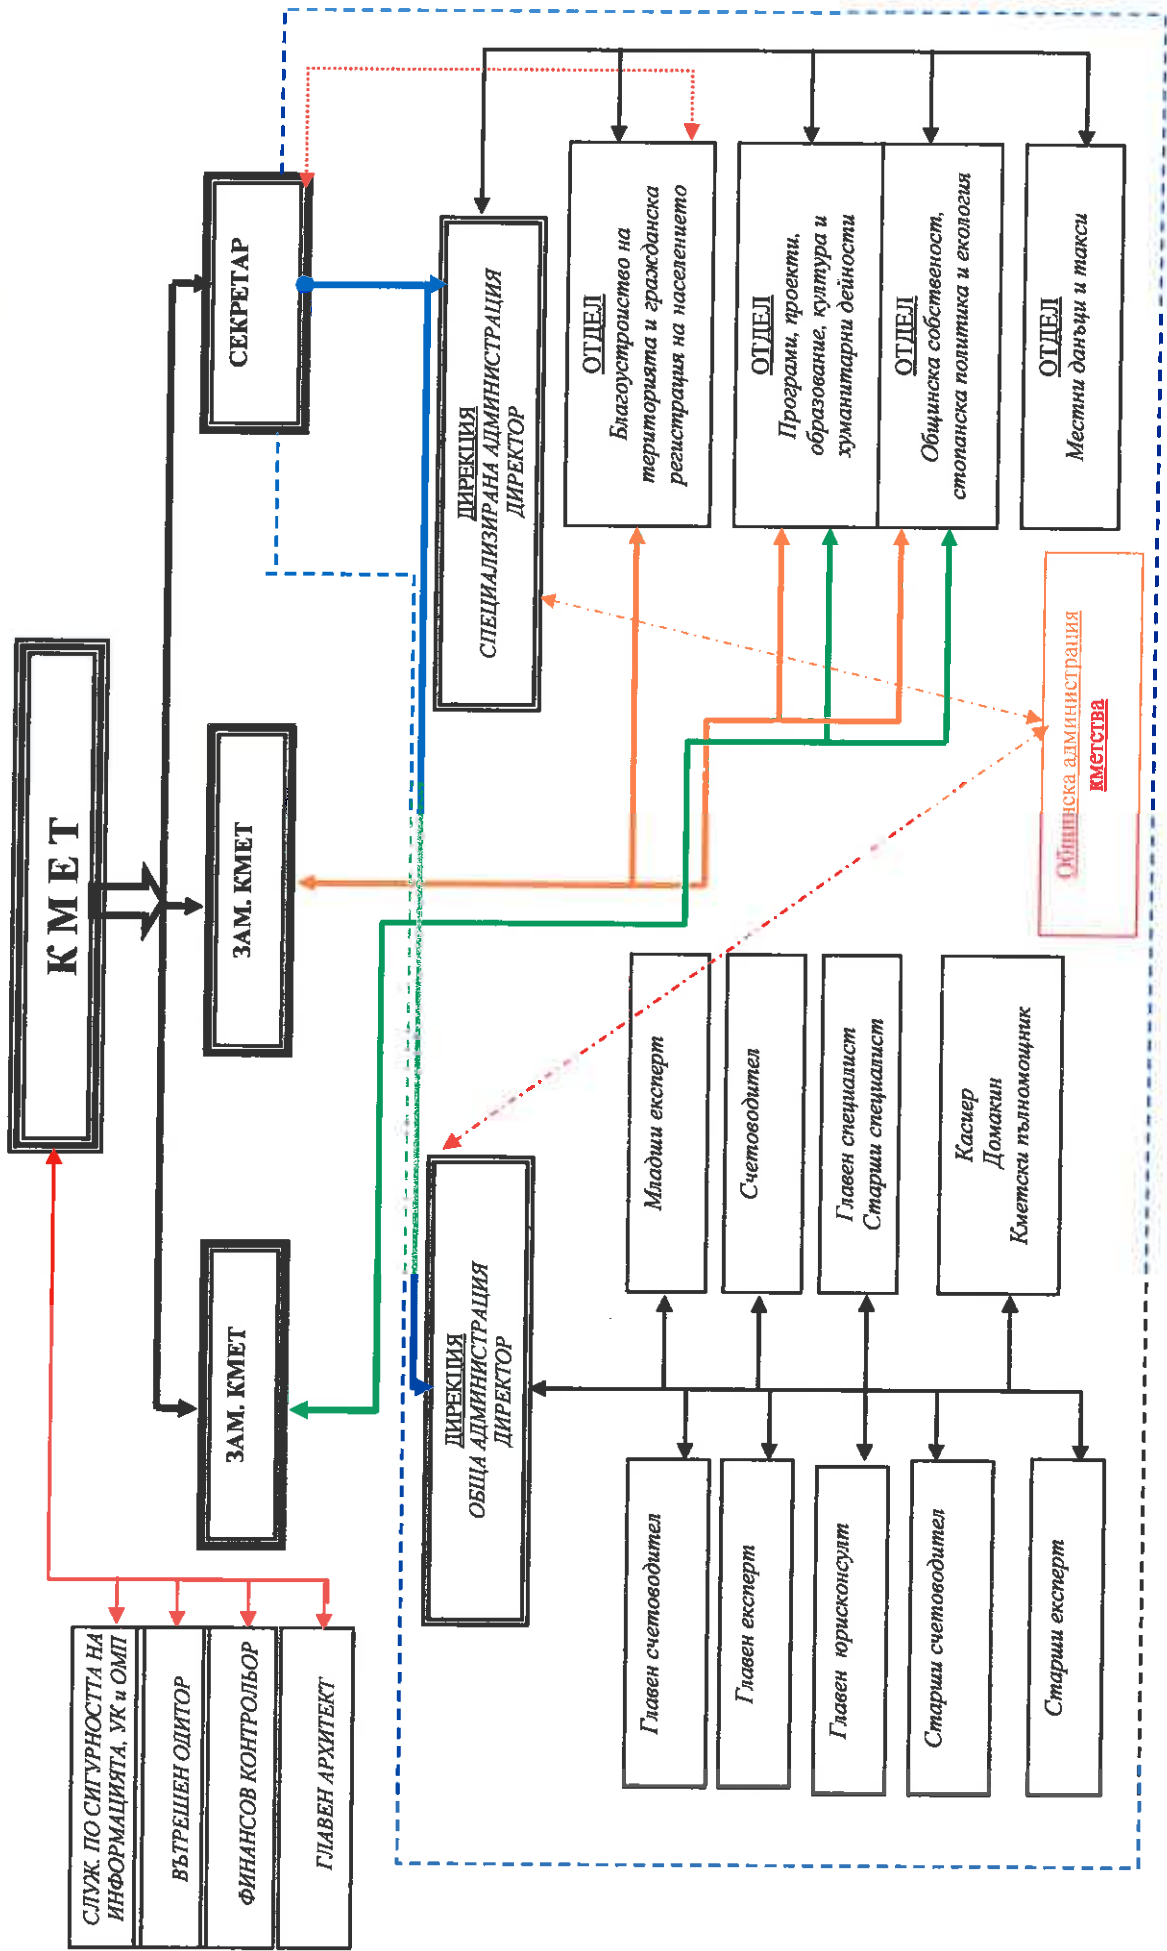 КМЕТ
СЛУЖ. ПО СИГУРНОСТТА НА
ИНФОРМАЦИЯТА, УК и ОМП
ВЪТРЕШЕН ОДИТОР
ФИНАНСОВ КОНТРОЛЬОР
ГЛАВЕН АРХИТЕКТ
ЗАМ. КМЕТ
ЗАМ. КМЕТ
СЕКРЕТАР
ДИРЕКЦИЯ
ОБЩА АДМИНИСТРАЦИЯ
ДИРЕКТОР
ДИРЕКЦИЯ
СПЕЦИАЛИЗИРАНА АДМИНИСТРАЦИЯ
ДИРЕКТОР
Главен счетоводител
Главен експерт
Главен юрисконсулт
Старши счетоводител
Старши експерт
Младши експерт
Счетоводител
Главен специалист
Старши специалист
Касиер
Домакин
Кметски пълномощник
ОТДЕЛ
Благоустроиство на
територията и гражданска
регистрация на населението
ОТДЕЛ
Програми, проекти,
образование, култура и
хуманитарни дейности
ОТДЕЛ
Общинска собственост,
стопанска политика и екология
ОТДЕЛ
Местни данъци и такси
Общинска администрация
кметства